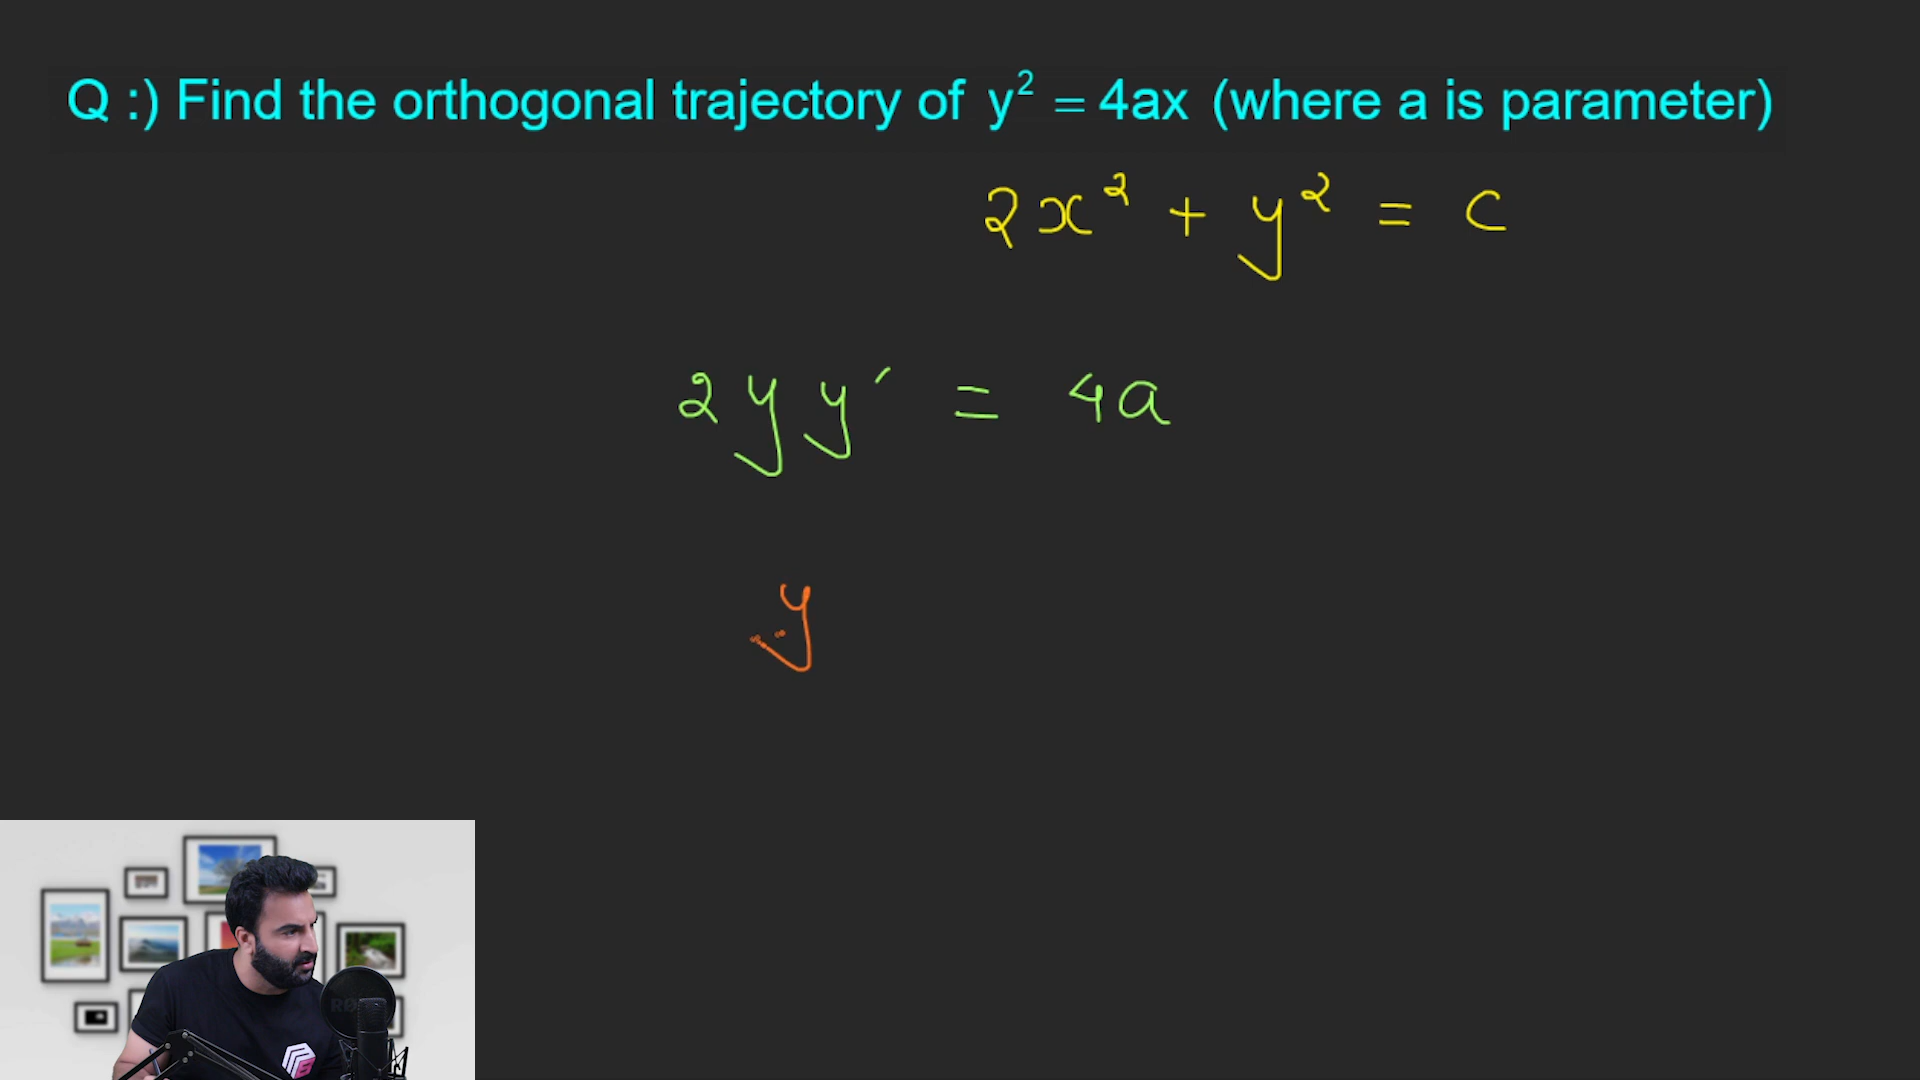 Q :) Find the orthogonal trajectory of y² = 4ax (where a is parameter)
2x² + y² = c
2yy′ = 4a
y